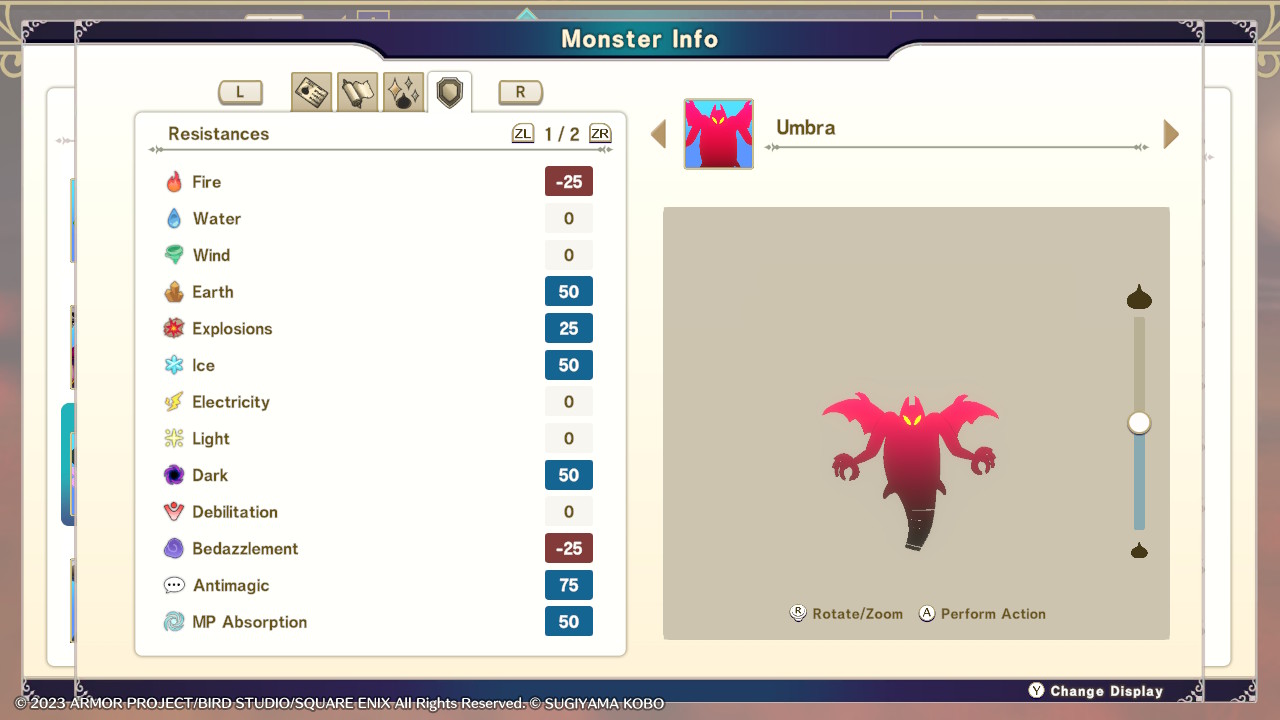 Monster Info
L
R
Resistances
ZL 1 / 2 ZR
Fire -25
Water 0
Wind 0
Earth 50
Explosions 25
Ice 50
Electricity 0
Light 0
Dark 50
Debilitation 0
Bedazzlement -25
Antimagic 75
MP Absorption 50
Umbra
R Rotate/Zoom A Perform Action
Y Change Display
© 2023 ARMOR PROJECT/BIRD STUDIO/SQUARE ENIX All Rights Reserved. © SUGIYAMA KOBO